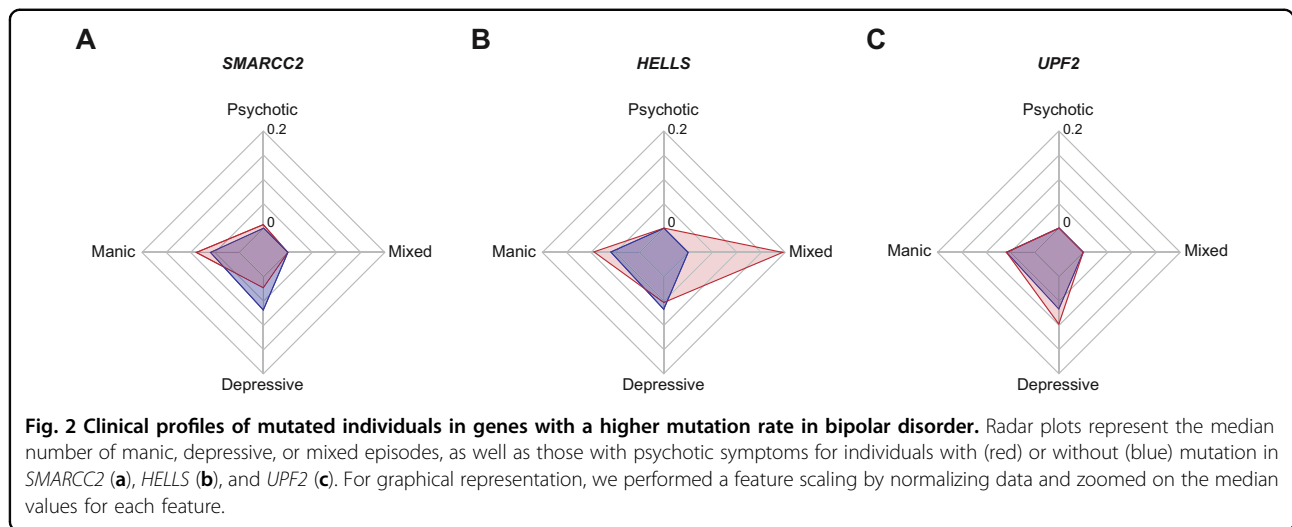 A
SMARCC2
Psychotic
0.2
0
Manic
Mixed
Depressive
B
HELLS
Psychotic
0.2
0
Manic
Mixed
Depressive
C
UPF2
Psychotic
0.2
0
Manic
Mixed
Depressive
Fig. 2 Clinical profiles of mutated individuals in genes with a higher mutation rate in bipolar disorder. Radar plots represent the median
number of manic, depressive, or mixed episodes, as well as those with psychotic symptoms for individuals with (red) or without (blue) mutation in
SMARCC2 (a), HELLS (b), and UPF2 (c). For graphical representation, we performed a feature scaling by normalizing data and zoomed on the median
values for each feature.